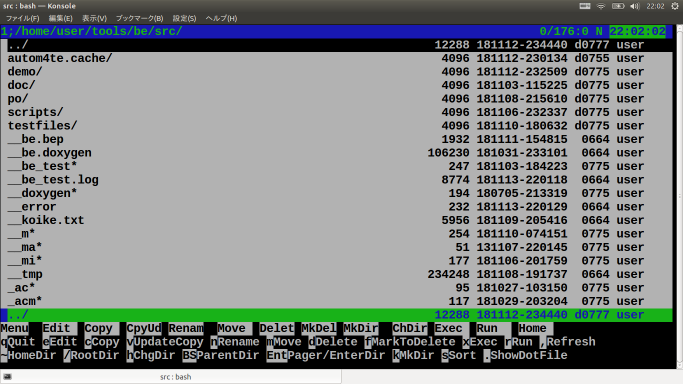 src : bash — Konsole 22:02
ファイル(F) 編集(E) 表示(V) ブックマーク(B) 設定(S) ヘルプ(H)
1;/home/user/tools/be/src/ 0/176:0 N 22:02:02
../ 12288 181112-234440 d0777 user
autom4te.cache/ 4096 181112-230134 d0755 user
demo/ 4096 181112-232509 d0775 user
doc/ 4096 181103-115225 d0775 user
po/ 4096 181108-215610 d0775 user
scripts/ 4096 181106-232337 d0775 user
testfiles/ 4096 181110-180632 d0775 user
__be.bep 1932 181111-154815 0664 user
__be.doxygen 106230 181031-233101 0664 user
__be_test* 247 181103-184223 0775 user
__be_test.log 8774 181113-220118 0664 user
__doxygen* 194 180705-213319 0775 user
__error 232 181113-220129 0664 user
__koike.txt 5956 181109-205416 0664 user
__m* 254 181110-074151 0775 user
__ma* 51 131107-220145 0775 user
__mi* 177 181106-201759 0775 user
__tmp 234248 181108-191737 0664 user
_ac* 95 181027-103150 0775 user
_acm* 117 181029-203204 0775 user
../ 12288 181112-234440 d0777 user
Menu Edit Copy CpyUd Renam Move Delet MkDel MkDir ChDir Exec Run Home
qQuit eEdit cCopy vUpdateCopy nRename mMove dDelete fMarkToDelete xExec rRun ,Refresh
~HomeDir /RootDir hChgDir BSParentDir EntPager/EnterDir kMkDir sSort .ShowDotFile
src : bash